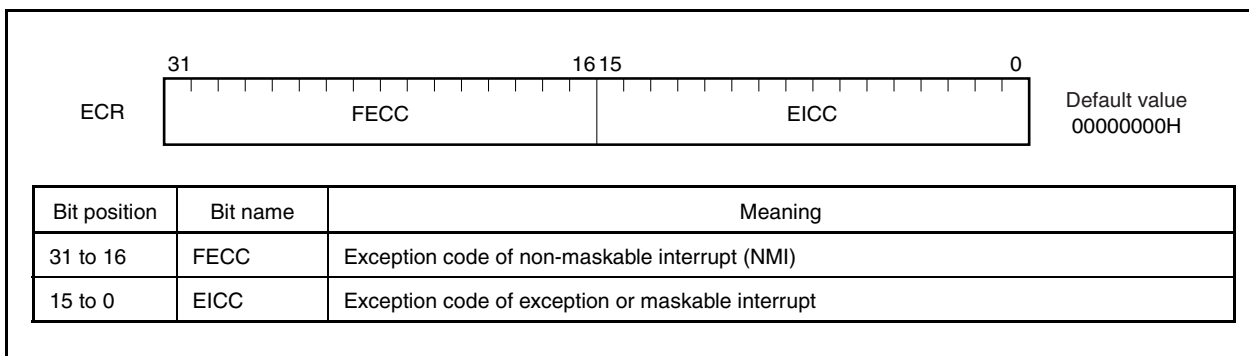 31 16 15 0
ECR FECC EICC Default value
00000000H
Bit position Bit name Meaning
31 to 16 FECC Exception code of non-maskable interrupt (NMI)
15 to 0 EICC Exception code of exception or maskable interrupt